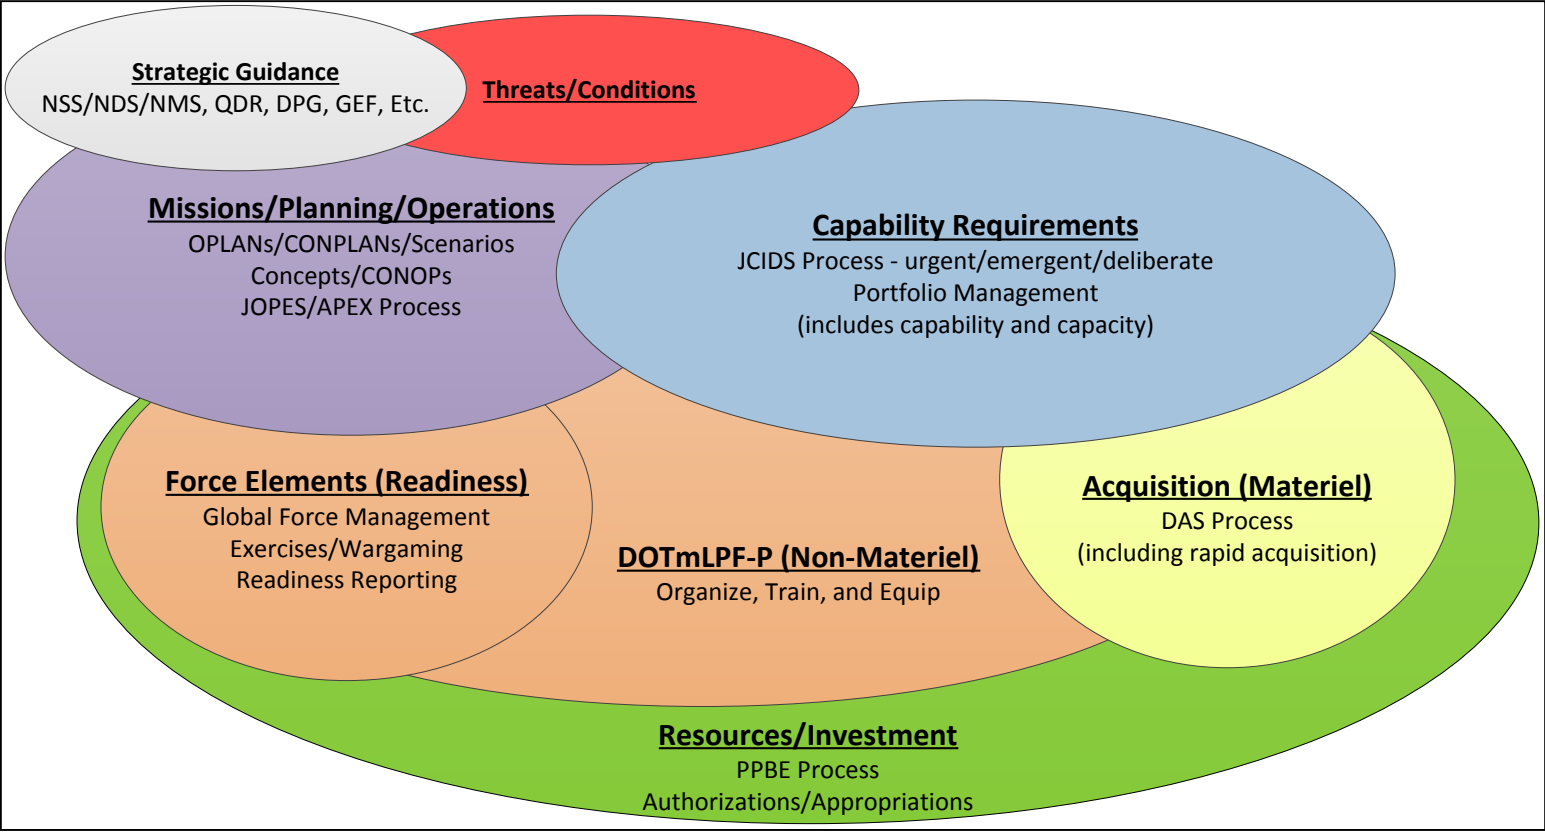 Strategic Guidance
NSS/NDS/NMS, QDR, DPG, GEF, Etc.
Threats/Conditions
Missions/Planning/Operations
OPLANs/CONPLANs/Scenarios
Concepts/CONOPs
JOPES/APEX Process
Capability Requirements
JCIDS Process - urgent/emergent/deliberate
Portfolio Management
(includes capability and capacity)
Force Elements (Readiness)
Global Force Management
Exercises/Wargaming
Readiness Reporting
DOTmLPF-P (Non-Materiel)
Organize, Train, and Equip
Acquisition (Materiel)
DAS Process
(including rapid acquisition)
Resources/Investment
PPBE Process
Authorizations/Appropriations